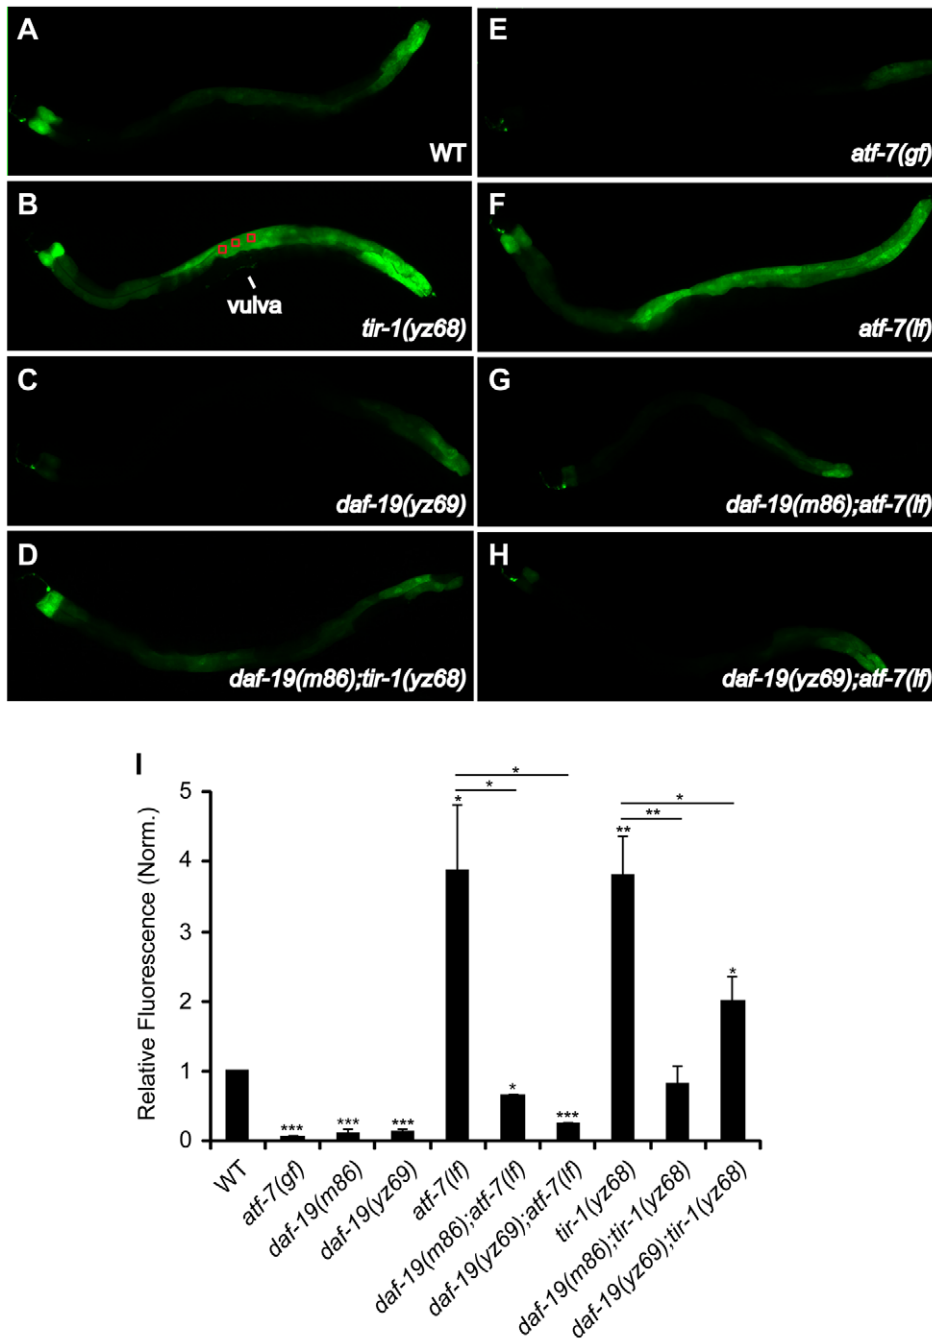 A
WT
B
vulva
tir-1(yz68)
C
daf-19(yz69)
D
daf-19(m86);tir-1(yz68)
E
atf-7(gf)
F
atf-7(lf)
G
daf-19(m86);atf-7(lf)
H
daf-19(yz69);atf-7(lf)
I
Relative Fluorescence (Norm.)
5
4
3
2
1
0
***
***
***
*
*
*
*
***
**
**
*
*
WT
atf-7(gf)
daf-19(m86)
daf-19(yz69)
atf-7(lf)
daf-19(m86);atf-7(lf)
daf-19(yz69);atf-7(lf)
tir-1(yz68)
daf-19(m86);tir-1(yz68)
daf-19(yz69);tir-1(yz68)